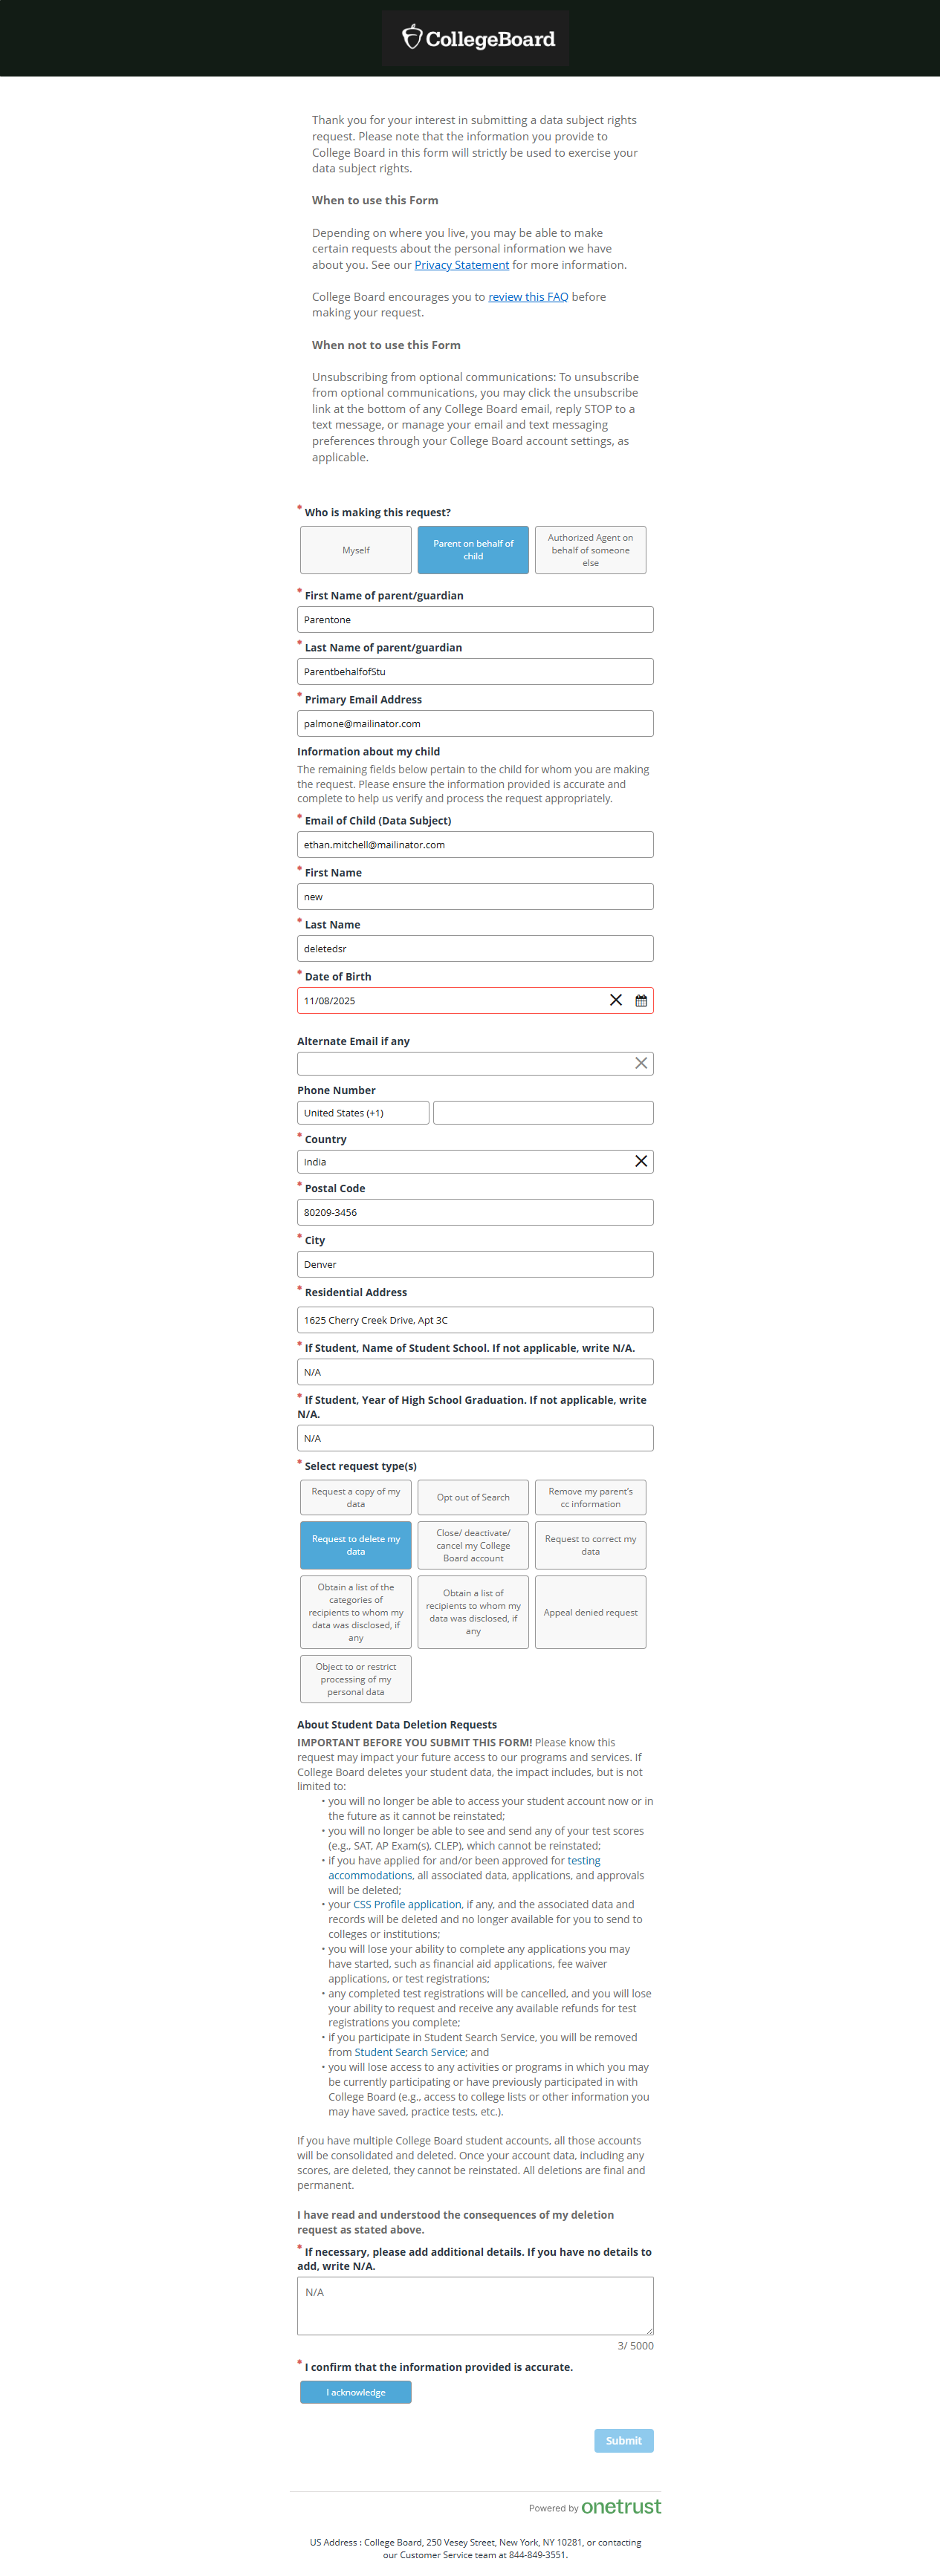 CollegeBoard
Thank you for your interest in submitting a data subject rights
request. Please note that the information you provide to
College Board in this form will strictly be used to exercise your
data subject rights.
When to use this Form
Depending on where you live, you may be able to make
certain requests about the personal information we have
about you. See our Privacy Statement for more information.
College Board encourages you to review this FAQ before
making your request.
When not to use this Form
Unsubscribing from optional communications: To unsubscribe
from optional communications, you may click the unsubscribe
link at the bottom of any College Board email, reply STOP to a
text message, or manage your email and text messaging
preferences through your College Board account settings, as
applicable.
* Who is making this request?
Myself
Parent on behalf of
child
Authorized Agent on
behalf of someone
else
* First Name of parent/guardian
Parentone
* Last Name of parent/guardian
ParentbehalfofStu
* Primary Email Address
palmone@mailinator.com
Information about my child
The remaining fields below pertain to the child for whom you are making
the request. Please ensure the information provided is accurate and
complete to help us verify and process the request appropriately.
* Email of Child (Data Subject)
ethan.mitchell@mailinator.com
* First Name
new
* Last Name
deletedsr
* Date of Birth
11/08/2025
Alternate Email if any
Phone Number
United States (+1)
* Country
India
* Postal Code
80209-3456
* City
Denver
* Residential Address
1625 Cherry Creek Drive, Apt 3C
* If Student, Name of Student School. If not applicable, write N/A.
N/A
* If Student, Year of High School Graduation. If not applicable, write
N/A.
N/A
* Select request type(s)
Request a copy of my
data
Opt out of Search
Remove my parent's
cc information
Request to delete my
data
Close/ deactivate/
cancel my College
Board account
Request to correct my
data
Obtain a list of the
categories of
recipients to whom my
data was disclosed, if
any
Obtain a list of
recipients to whom my
data was disclosed, if
any
Appeal denied request
Object to or restrict
processing of my
personal data
About Student Data Deletion Requests
IMPORTANT BEFORE YOU SUBMIT THIS FORM! Please know this
request may impact your future access to our programs and services. If
College Board deletes your student data, the impact includes, but is not
limited to:
• you will no longer be able to access your student account now or in
the future as it cannot be reinstated;
• you will no longer be able to see and send any of your test scores
(e.g., SAT, AP Exam(s), CLEP), which cannot be reinstated;
• if you have applied for and/or been approved for testing
accommodations, all associated data, applications, and approvals
will be deleted;
• your CSS Profile application, if any, and the associated data and
records will be deleted and no longer available for you to send to
colleges or institutions;
• you will lose your ability to complete any applications you may
have started, such as financial aid applications, fee waiver
applications, or test registrations;
• any completed test registrations will be cancelled, and you will lose
your ability to request and receive any available refunds for test
registrations you complete;
• if you participate in Student Search Service, you will be removed
from Student Search Service; and
• you will lose access to any activities or programs in which you may
be currently participating or have previously participated in with
College Board (e.g., access to college lists or other information you
may have saved, practice tests, etc.).
If you have multiple College Board student accounts, all those accounts
will be consolidated and deleted. Once your account data, including any
scores, are deleted, they cannot be reinstated. All deletions are final and
permanent.
I have read and understood the consequences of my deletion
request as stated above.
* If necessary, please add additional details. If you have no details to
add, write N/A.
N/A
3/ 5000
* I confirm that the information provided is accurate.
I acknowledge
Submit
Powered by onetrust
US Address : College Board, 250 Vesey Street, New York, NY 10281, or contacting
our Customer Service team at 844-849-3551.